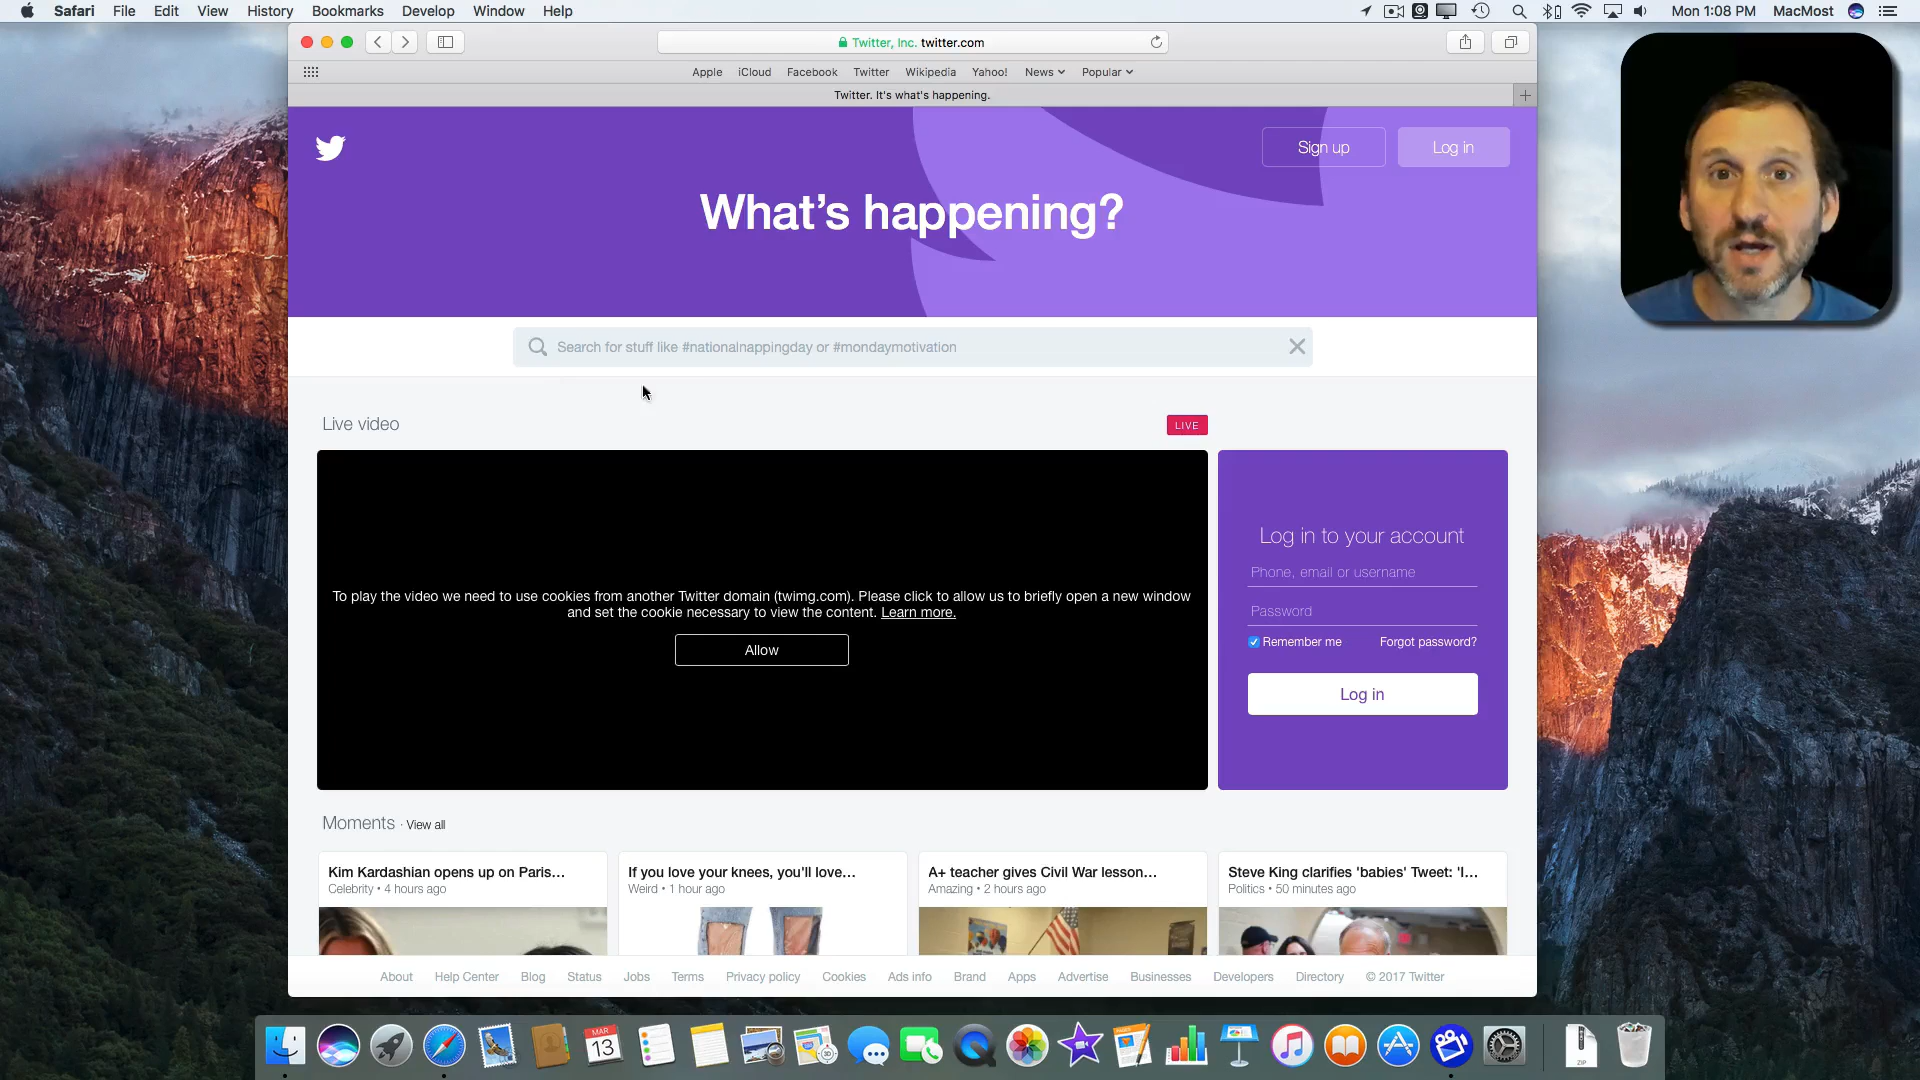 Safari File Edit View History Bookmarks Develop Window Help
Mon 1:08 PM MacMost
Twitter, Inc. twitter.com
Apple iCloud Facebook Twitter Wikipedia Yahoo! News Popular
Twitter. It's what's happening.
Sign up
Log in
What's happening?
Search for stuff like #nationalnappingday or #mondaymotivation
Live video
LIVE
To play the video we need to use cookies from another Twitter domain (twimg.com). Please click to allow us to briefly open a new window
and set the cookie necessary to view the content. Learn more.
Allow
Log in to your account
Phone, email or username
Password
Remember me
Forgot password?
Log in
Moments · View all
Kim Kardashian opens up on Paris...
Celebrity • 4 hours ago
If you love your knees, you'll love...
Weird • 1 hour ago
A+ teacher gives Civil War lesson...
Amazing • 2 hours ago
Steve King clarifies 'babies' Tweet: 'I...
Politics • 50 minutes ago
About Help Center Blog Status Jobs Terms Privacy policy Cookies Ads info Brand Apps Advertise Businesses Developers Directory © 2017 Twitter
MAR
13
ZIP